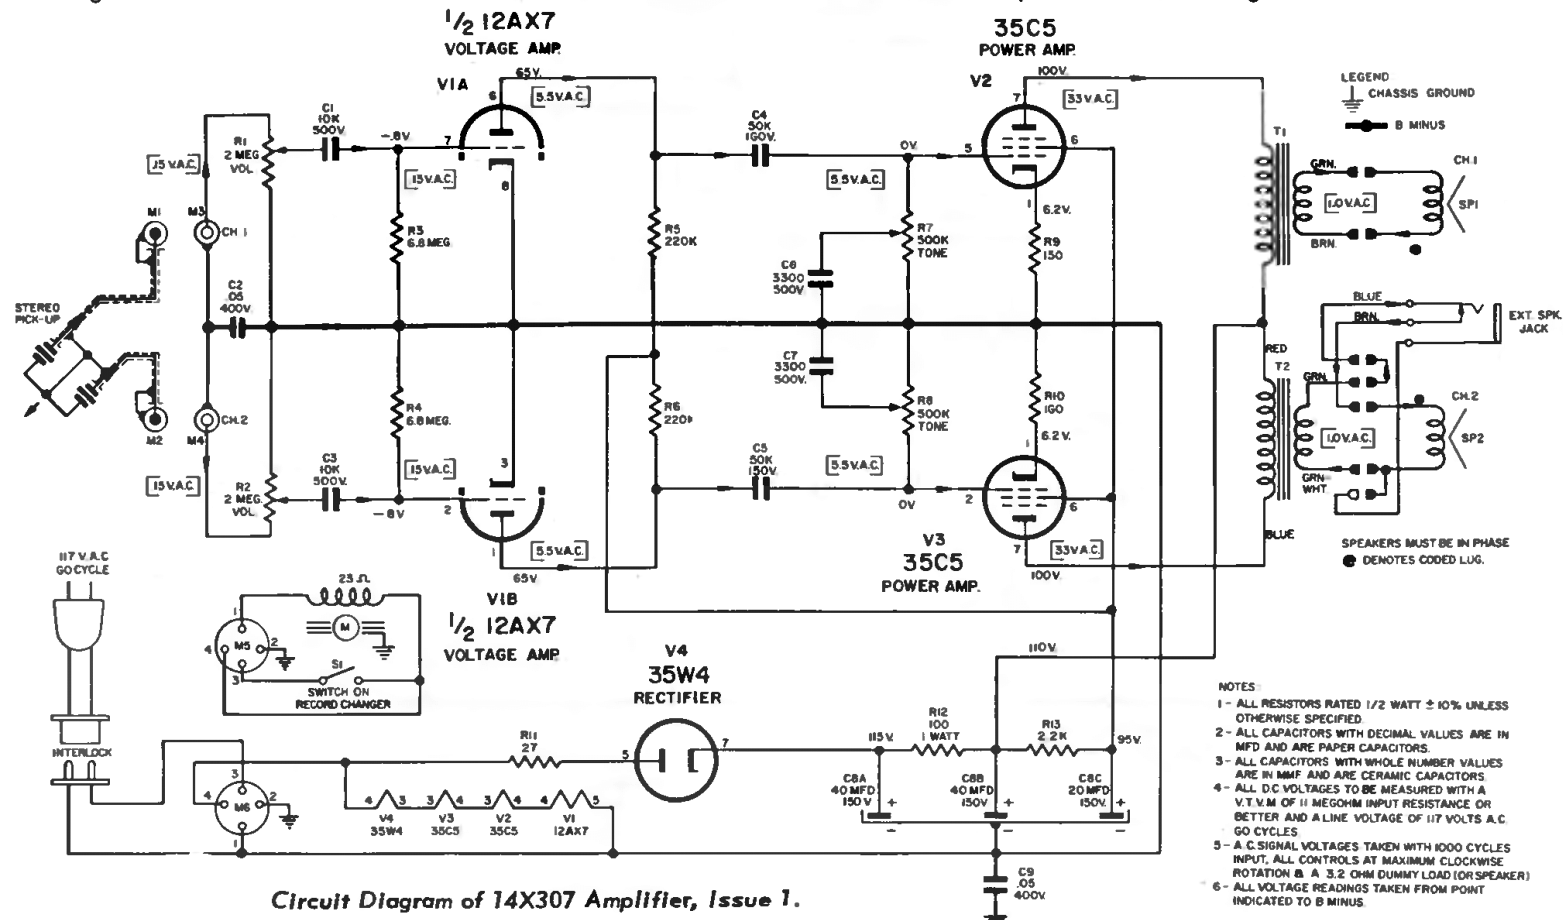 1/2 12AX7
VOLTAGE AMP.
V1A
65V.
6
[5.5V.A.C.]
7
8
35C5
POWER AMP.
V2
100V.
7
[33V.A.C.]
5
6
1
6.2V.
LEGEND
CHASSIS GROUND
B MINUS
C1
10K
500V.
-.8V.
[.15V.A.C.]
R1
2 MEG
VOL
[.15V.A.C.]
M1
M3
CH.1
R3
6.8 MEG.
C4
50K
160V.
0V.
[5.5V.A.C.]
R5
220K
R7
500K
TONE
R9
150
C6
3300
500V.
T1
GRN.
[1.0V.A.C.]
BRN.
CH.1
SP1
STEREO
PICK-UP
C2
.05
400V.
M2
M4
CH.2
[.15V.A.C.]
R2
2 MEG.
VOL.
R4
6.8 MEG.
[.15V.A.C.]
C3
10K
500V.
-.8V
2
3
1
[5.5V.A.C.]
65V.
V1B
1/2 12AX7
VOLTAGE AMP
R6
220K
C7
3300
500V.
R8
500K
TONE
R10
160
6.2 V.
C5
50K
150V.
[5.5V.A.C.]
0V
1
2
6
7
[33V.A.C.]
100V.
V3
35C5
POWER AMP.
BLUE
BRN.
EXT. SPK.
JACK
RED
T2
GRN.
[1.0V.A.C.]
GRN
WHT.
BLUE
CH.2
SP2
SPEAKERS MUST BE IN PHASE
● DENOTES CODED LUG.
117 V.A.C
60 CYCLE
INTERLOCK
23 Ω
1
M5
2
4
3
M
S1
SWITCH ON
RECORD CHANGER
V4
35W4
RECTIFIER
110V.
R11
27
5
7
115V.
R12
100
1 WATT
R13
2.2K
95V.
C8A
40 MFD
150 V
+
-
C8B
40 MFD
150V.
+
-
C8C
20 MFD
150V.
+
-
3
4
M6
2
1
4 3
V4
35W4
4 3
V3
35C5
3 4
V2
35C5
4 5
V1
12AX7
C9
.05
400V.
NOTES:
1 - ALL RESISTORS RATED 1/2 WATT ± 10% UNLESS
OTHERWISE SPECIFIED.
2 - ALL CAPACITORS WITH DECIMAL VALUES ARE IN
MFD AND ARE PAPER CAPACITORS.
3 - ALL CAPACITORS WITH WHOLE NUMBER VALUES
ARE IN MMF AND ARE CERAMIC CAPACITORS.
4 - ALL D.C VOLTAGES TO BE MEASURED WITH A
V.T.V.M OF 11 MEGOHM INPUT RESISTANCE OR
BETTER AND A LINE VOLTAGE OF 117 VOLTS A.C.
60 CYCLES.
5 - A.C. SIGNAL VOLTAGES TAKEN WITH 1000 CYCLES
INPUT, ALL CONTROLS AT MAXIMUM CLOCKWISE
ROTATION & A 3.2 OHM DUMMY LOAD (OR SPEAKER)
6 - ALL VOLTAGE READINGS TAKEN FROM POINT
INDICATED TO B MINUS.
Circuit Diagram of 14X307 Amplifier, Issue 1.